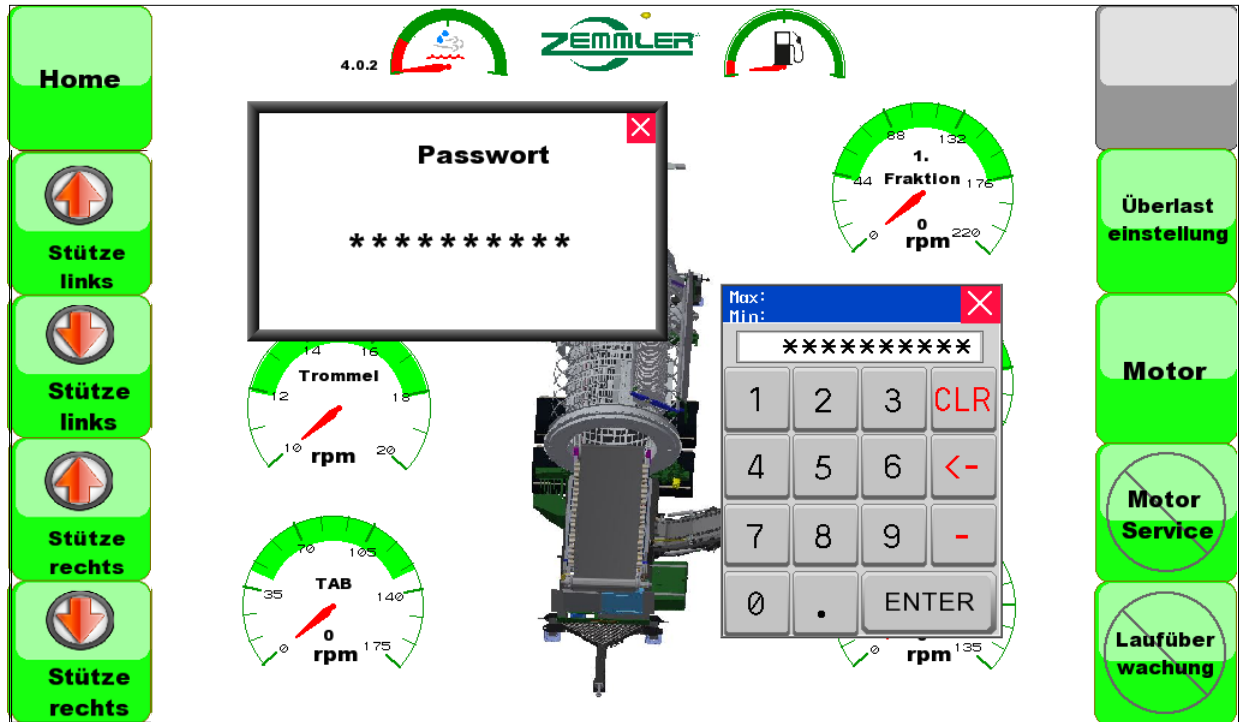 Home
Stütze
links
Stütze
links
Stütze
rechts
Stütze
rechts
4.0.2
ZEMMLER
Passwort
**********
1.
Fraktion
0
44
88
132
176
220
0
rpm
Max:
Min:
**********
1 2 3 CLR
4 5 6 <-
7 8 9 -
0 . ENTER
Trommel
10
12
14
16
18
20
rpm
TAB
0
35
70
105
140
175
0
rpm
0
rpm
135
Überlast
einstellung
Motor
Motor
Service
Laufüber
wachung